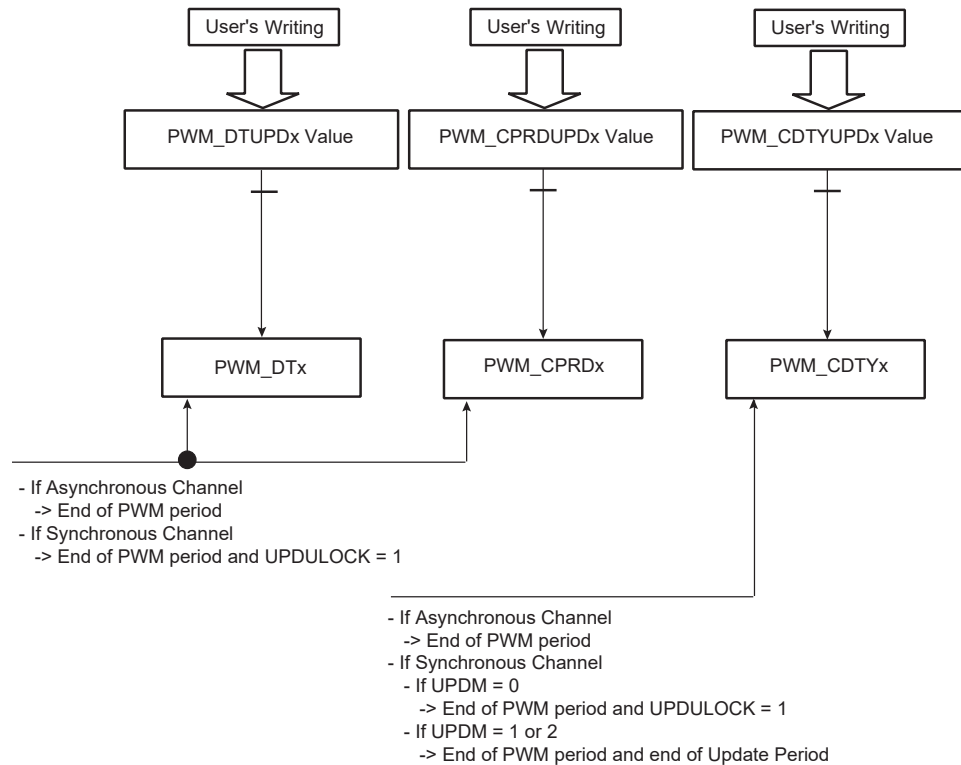 User's Writing
User's Writing
User's Writing
PWM_DTUPDx Value
PWM_CPRDUPDx Value
PWM_CDTYUPDx Value
PWM_DTx
PWM_CPRDx
PWM_CDTYx
- If Asynchronous Channel
-> End of PWM period
- If Synchronous Channel
-> End of PWM period and UPDULOCK = 1
- If Asynchronous Channel
-> End of PWM period
- If Synchronous Channel
- If UPDM = 0
-> End of PWM period and UPDULOCK = 1
- If UPDM = 1 or 2
-> End of PWM period and end of Update Period